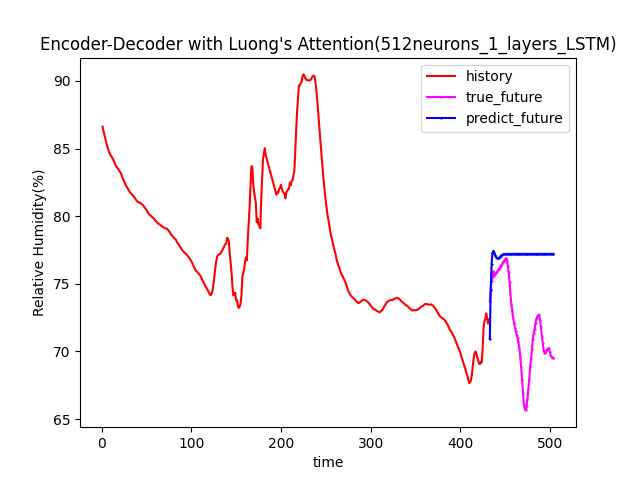 Encoder-Decoder with Luong's Attention(512neurons_1_layers_LSTM)
history
true_future
predict_future
Relative Humidity(%)
90
85
80
75
70
65
0 100 200 300 400 500
time